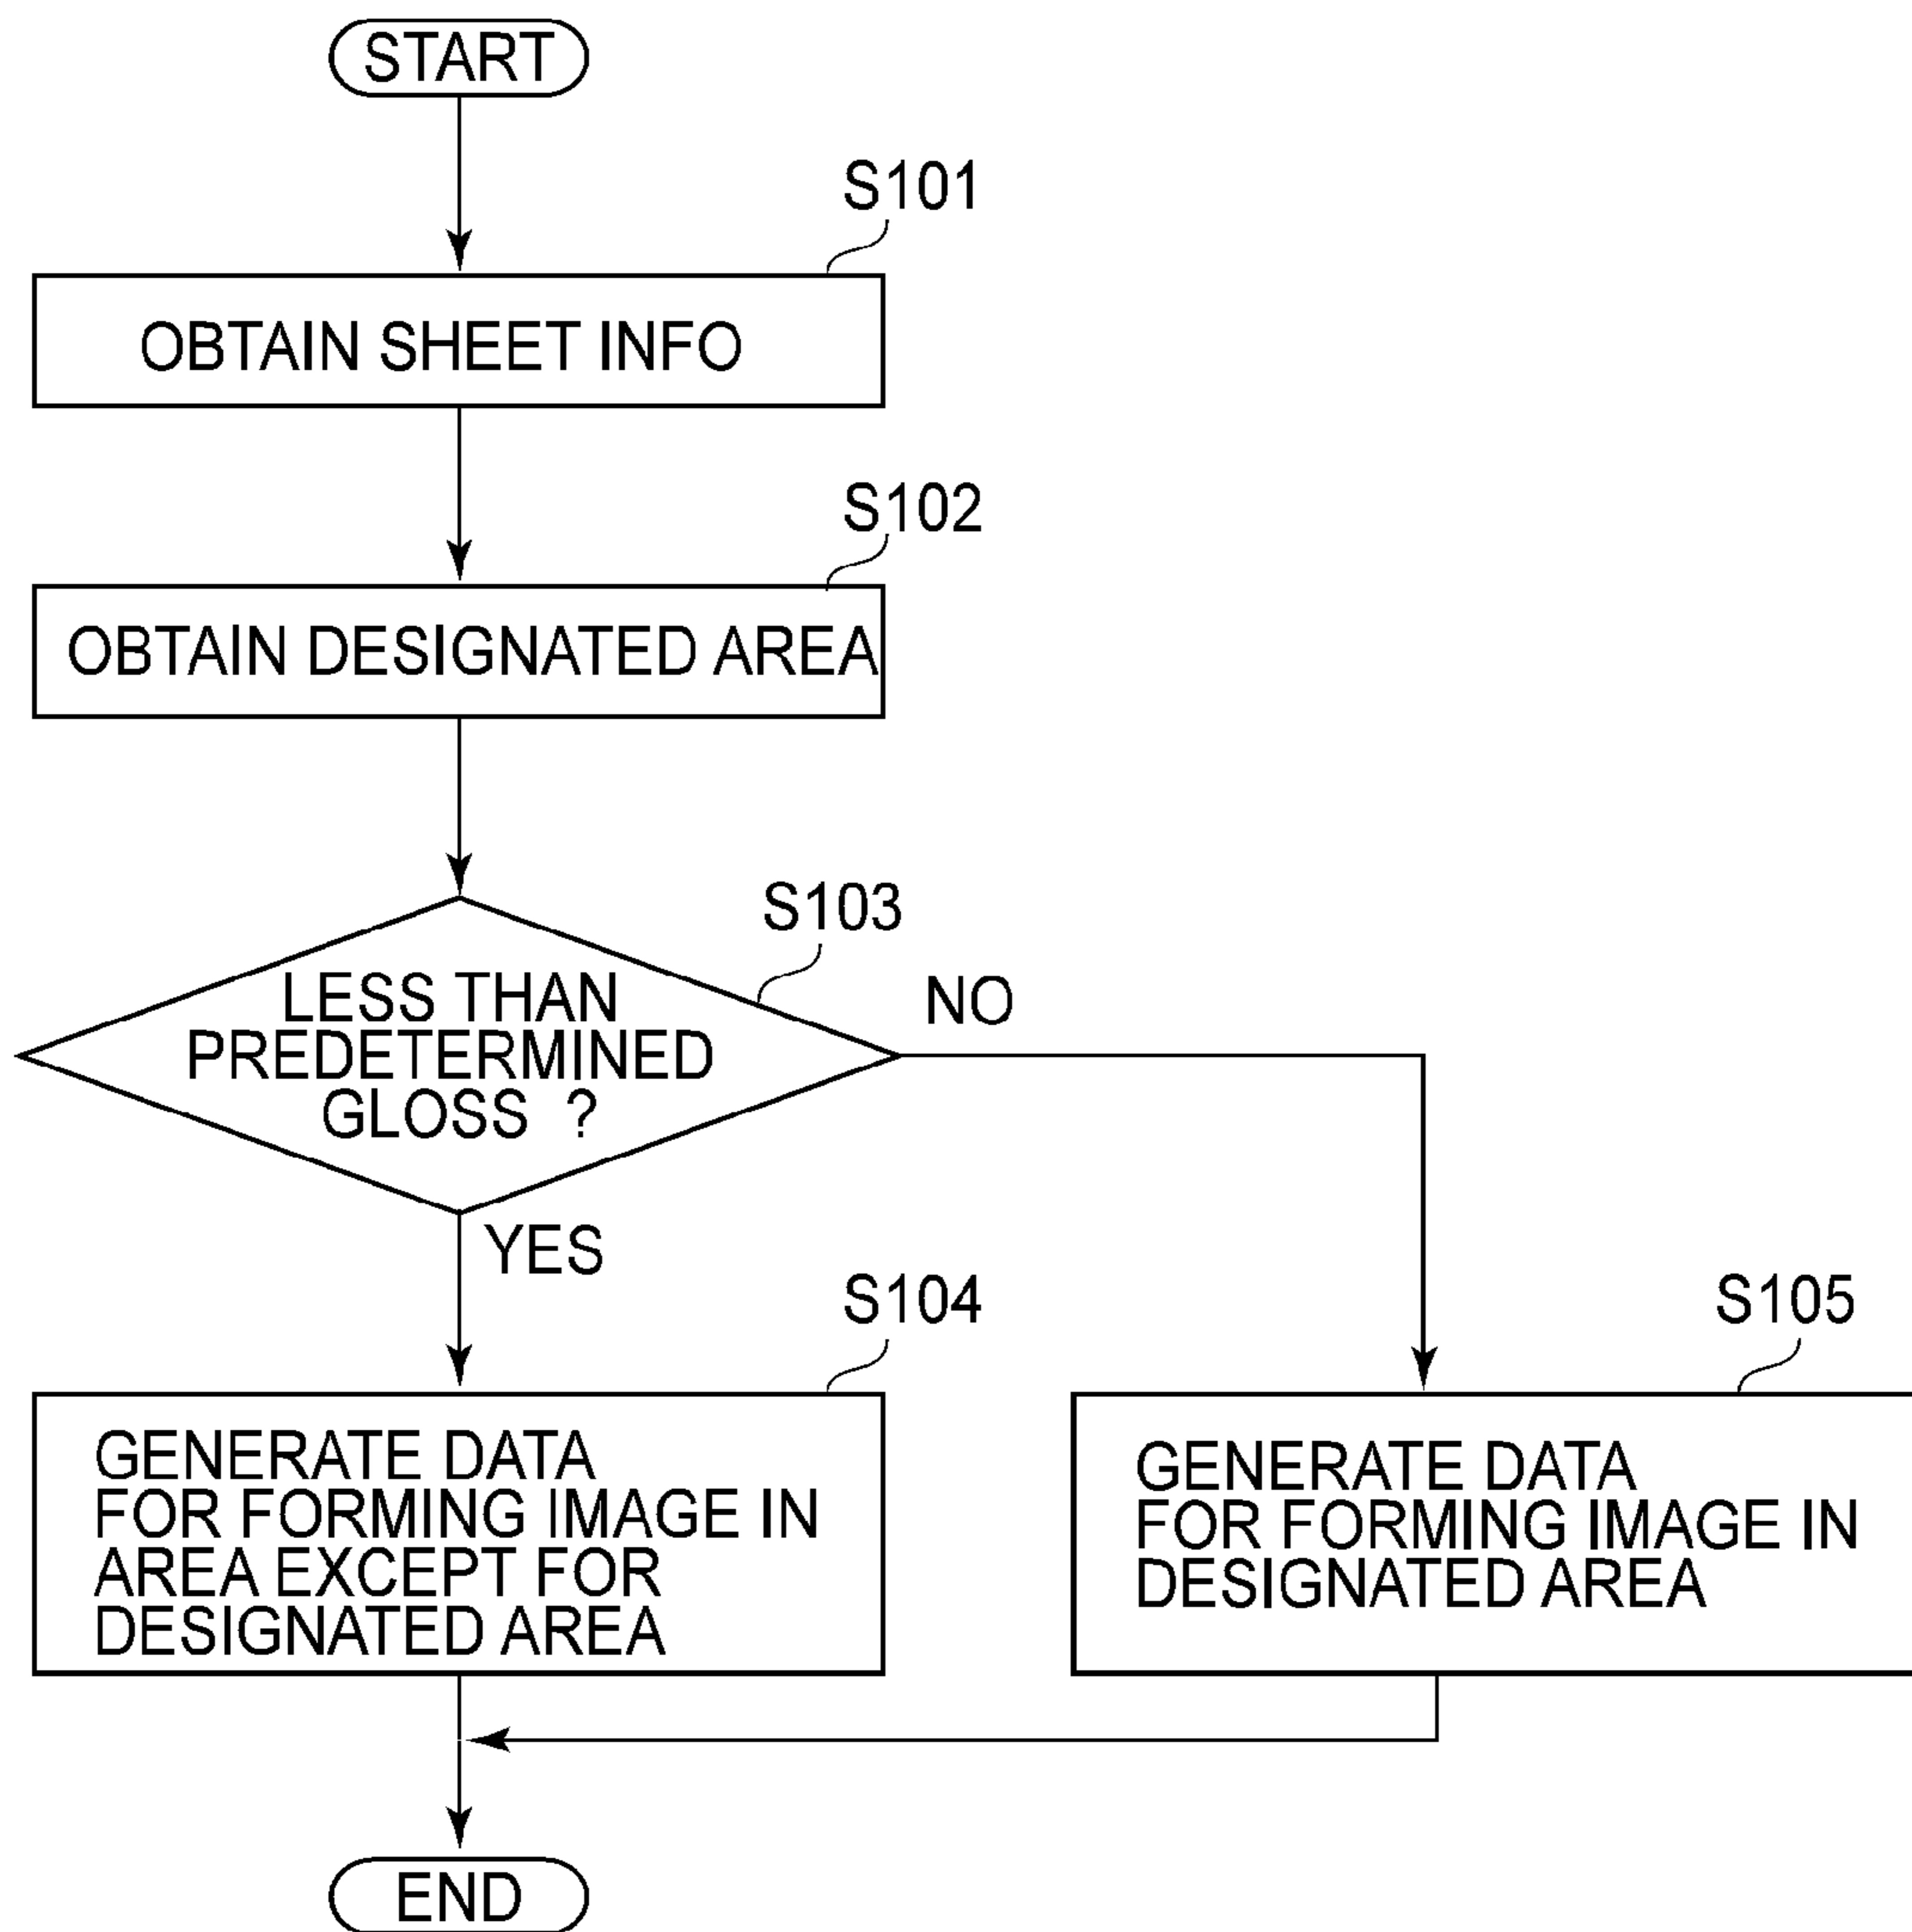 START
S101
OBTAIN SHEET INFO
S102
OBTAIN DESIGNATED AREA
S103
LESS THAN
PREDETERMINED
GLOSS ?
NO
YES
S104
GENERATE DATA
FOR FORMING IMAGE IN
AREA EXCEPT FOR
DESIGNATED AREA
S105
GENERATE DATA
FOR FORMING IMAGE IN
DESIGNATED AREA
END